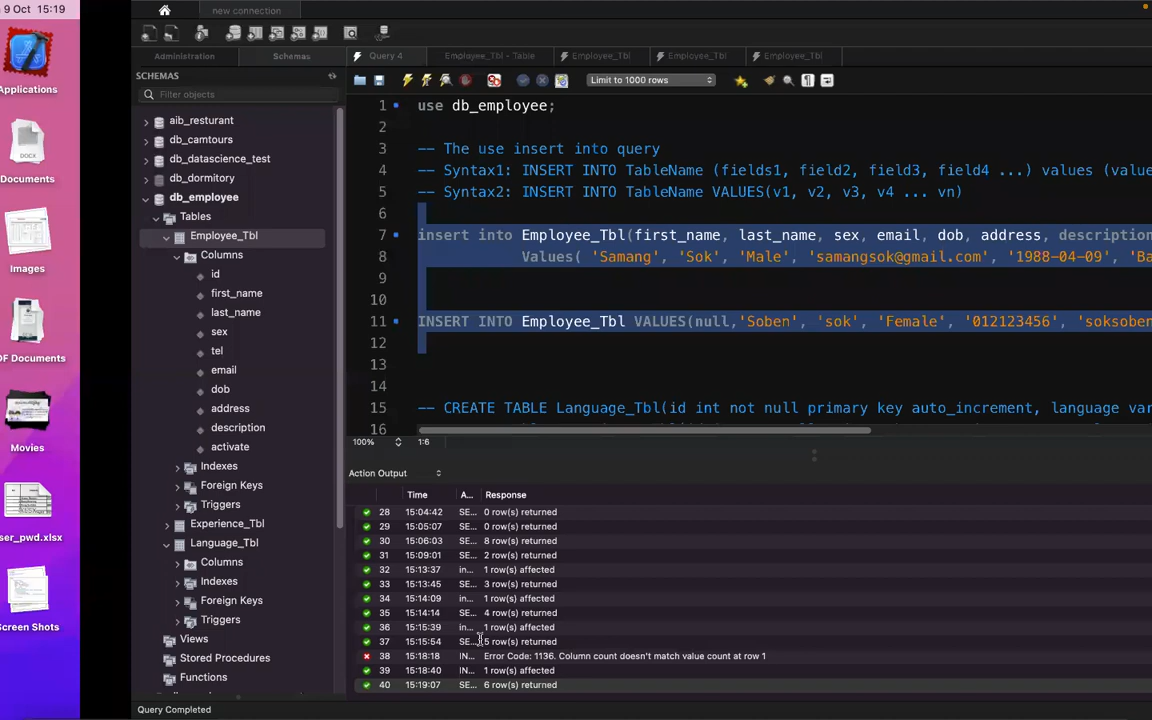 9 Oct 15:19
new connection
Administration
Schemas
Query 4
Employee_Tbl - Table
Employee_Tbl
Employee_Tbl
Employee_Tbl
SCHEMAS
Filter objects
Limit to 1000 rows
aib_resturant
db_camtours
db_datascience_test
db_dormitory
db_employee
Tables
Employee_Tbl
Columns
id
first_name
last_name
sex
tel
email
dob
address
description
activate
Indexes
Foreign Keys
Triggers
Experience_Tbl
Language_Tbl
Columns
Indexes
Foreign Keys
Triggers
Views
Stored Procedures
Functions
Applications
Documents
Images
DF Documents
Movies
ser_pwd.xlsx
Screen Shots
DOCX
PDF
1 use db_employee;
2
3 -- The use insert into query
4 -- Syntax1: INSERT INTO TableName (fields1, field2, field3, field4 ...) values (value
5 -- Syntax2: INSERT INTO TableName VALUES(v1, v2, v3, v4 ... vn)
6
7 insert into Employee_Tbl(first_name, last_name, sex, email, dob, address, description
8 Values( 'Samang', 'Sok', 'Male', 'samangsok@gmail.com', '1988-04-09', 'Ba
9
10
11 INSERT INTO Employee_Tbl VALUES(null,'Soben', 'sok', 'Female', '012123456', 'soksoben
12
13
14
15 -- CREATE TABLE Language_Tbl(id int not null primary key auto_increment, language var
16
100%
1:6
Action Output
Time A... Response
28 15:04:42 SE... 0 row(s) returned
29 15:05:07 SE... 0 row(s) returned
30 15:06:03 SE... 8 row(s) returned
31 15:09:01 SE... 2 row(s) returned
32 15:13:37 in... 1 row(s) affected
33 15:13:45 SE... 3 row(s) returned
34 15:14:09 in... 1 row(s) affected
35 15:14:14 SE... 4 row(s) returned
36 15:15:39 in... 1 row(s) affected
37 15:15:54 SE... 5 row(s) returned
38 15:18:18 IN... Error Code: 1136. Column count doesn't match value count at row 1
39 15:18:40 IN... 1 row(s) affected
40 15:19:07 SE... 6 row(s) returned
Query Completed